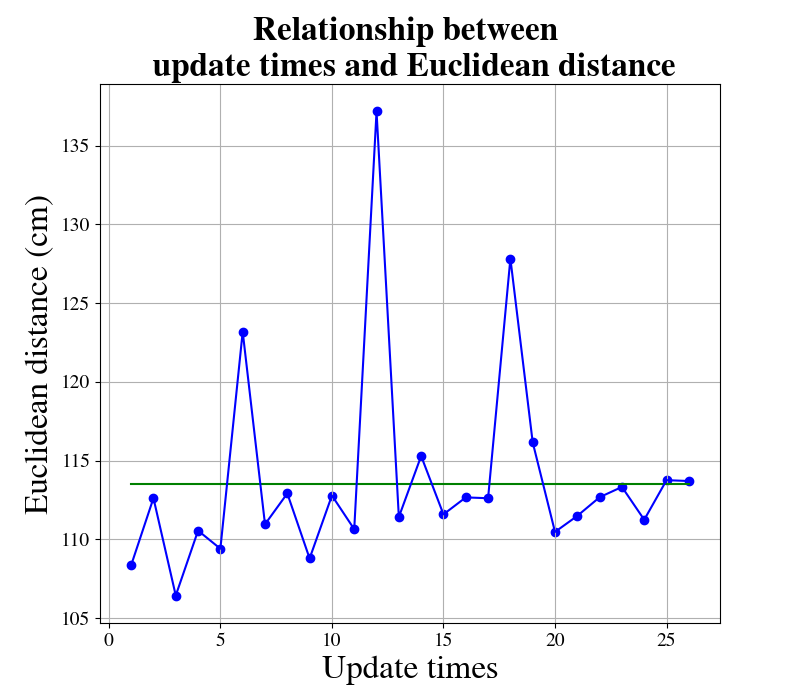 Relationship between
update times and Euclidean distance
Euclidean distance (cm)
135
130
125
120
115
110
105
0 5 10 15 20 25
Update times